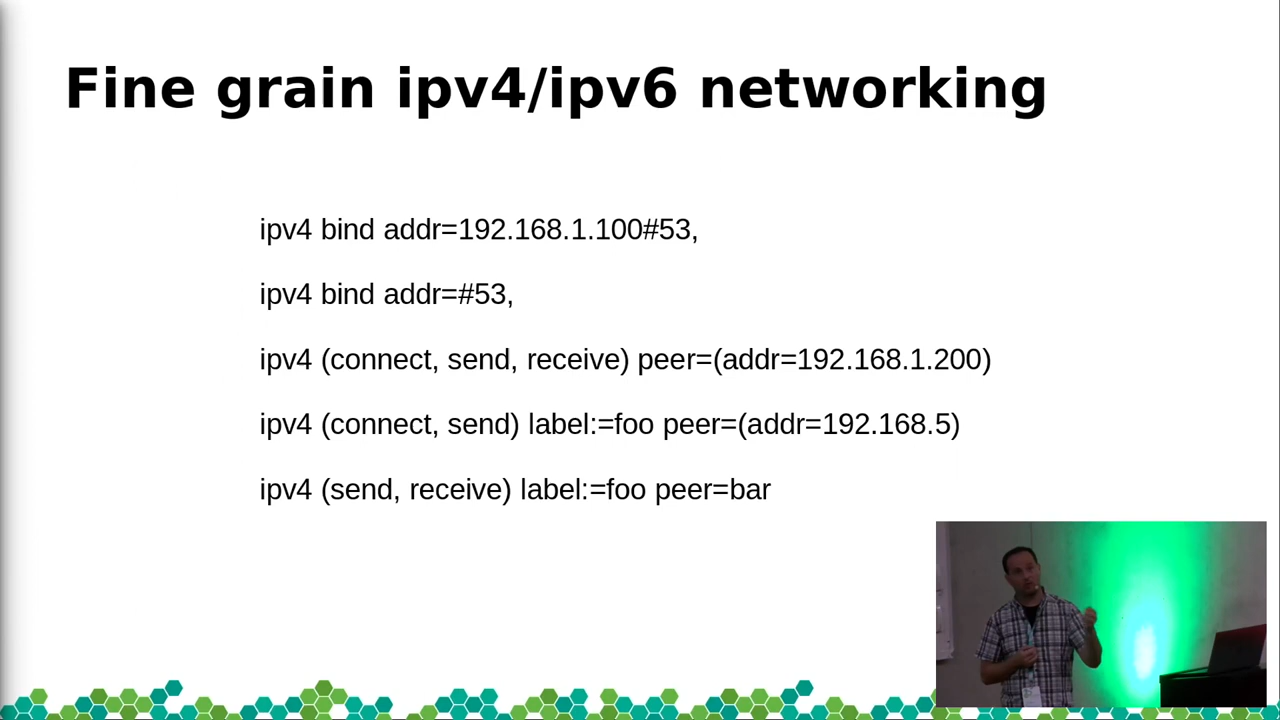 Fine grain ipv4/ipv6 networking
ipv4 bind addr=192.168.1.100#53,
ipv4 bind addr=#53,
ipv4 (connect, send, receive) peer=(addr=192.168.1.200)
ipv4 (connect, send) label:=foo peer=(addr=192.168.5)
ipv4 (send, receive) label:=foo peer=bar